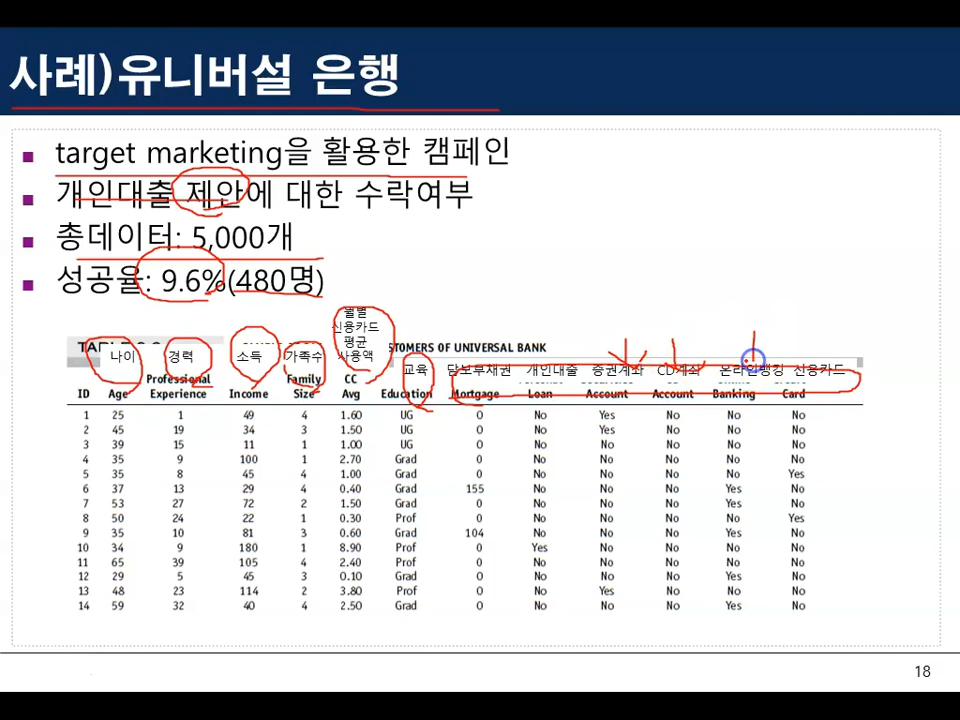 사례)유니버설 은행
target marketing을 활용한 캠페인
개인대출 제안에 대한 수락여부
총데이터: 5,000개
성공율: 9.6%(480명)
월별
신용카드
평균
사용액
STOMERS OF UNIVERSAL BANK
나이 경력 소득 가족수 교육 담보부채권 개인대출 증권계좌 CD계좌 온라인뱅킹 신용카드
Professional Family CC
ID Age Experience Income Size Avg Education Mortgage Loan Account Account Banking Card
1 25 1 49 4 1.60 UG 0 No Yes No No No
2 45 19 34 3 1.50 UG 0 No Yes No No No
3 39 15 11 1 1.00 UG 0 No No No No No
4 35 9 100 1 2.70 Grad 0 No No No No No
5 35 8 45 4 1.00 Grad 0 No No No No Yes
6 37 13 29 4 0.40 Grad 155 No No No Yes No
7 53 27 72 2 1.50 Grad 0 No No No Yes No
8 50 24 22 1 0.30 Prof 0 No No No No Yes
9 35 10 81 3 0.60 Grad 104 No No No Yes No
10 34 9 180 1 8.90 Prof 0 Yes No No No No
11 65 39 105 4 2.40 Prof 0 No No No No No
12 29 5 45 3 0.10 Grad 0 No No No Yes No
13 48 23 114 2 3.80 Prof 0 No Yes No No No
14 59 32 40 4 2.50 Grad 0 No No No Yes No
18